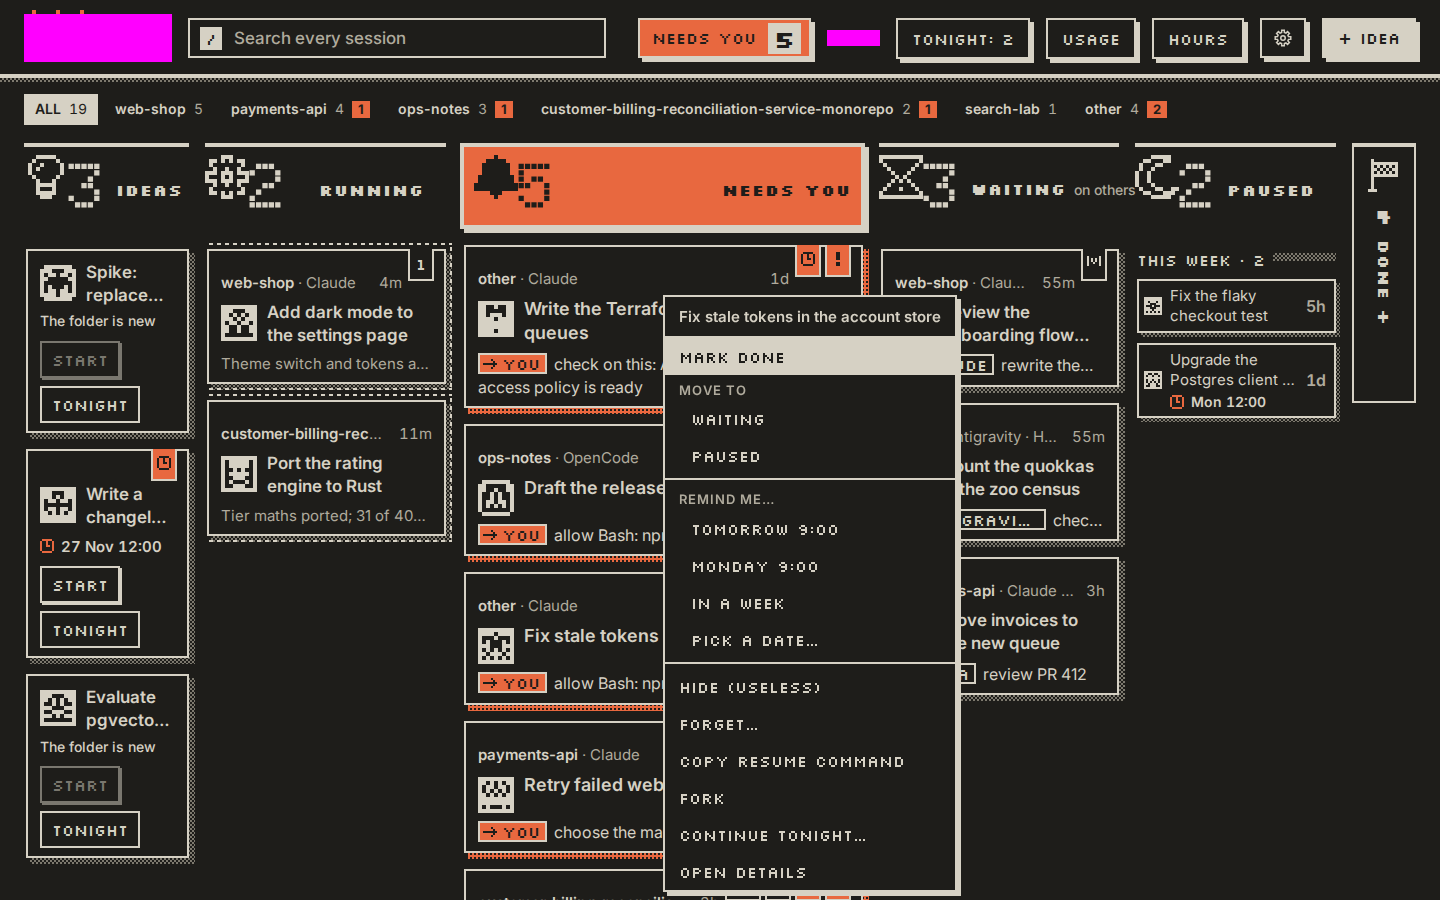 / Search every session
NEEDS YOU 5
TONIGHT: 2
USAGE
HOURS
+ IDEA
ALL 19
web-shop 5
payments-api 4 1
ops-notes 3 1
customer-billing-reconciliation-service-monorepo 2 1
search-lab 1
other 4 2
3 IDEAS
2 RUNNING
5 NEEDS YOU
3 WAITING on others
2 PAUSED
4 DONE +
Spike:
replace...
The folder is new
START
TONIGHT
Write a
changel...
27 Nov 12:00
START
TONIGHT
Evaluate
pgvecto...
The folder is new
START
TONIGHT
web-shop · Claude 4m 1
Add dark mode to
the settings page
Theme switch and tokens a...
customer-billing-rec... 11m
Port the rating
engine to Rust
Tier maths ported; 31 of 40...
other · Claude 1d !
Write the
queues
→ YOU check on this:
access policy is ready
ops-notes · OpenCode
Draft the release
→ YOU allow Bash:
other · Claude
Fix stale tokens
→ YOU allow Bash:
payments-api · Claude
Retry failed
→ YOU choose the
Fix stale tokens in the account store
MARK DONE
MOVE TO
WAITING
PAUSED
REMIND ME...
TOMORROW 9:00
MONDAY 9:00
IN A WEEK
PICK A DATE...
HIDE (USELESS)
FORGET...
COPY RESUME COMMAND
FORK
CONTINUE TONIGHT...
OPEN DETAILS
web-shop · Clau... 55m
the
flow...
rewrite the...
H... 55m
the quokkas
the zoo census
chec...
Claude ... 3h
invoices to
new queue
review PR 412
THIS WEEK · 2
Fix the flaky
checkout test 5h
Upgrade the
Postgres client ... 1d
Mon 12:00